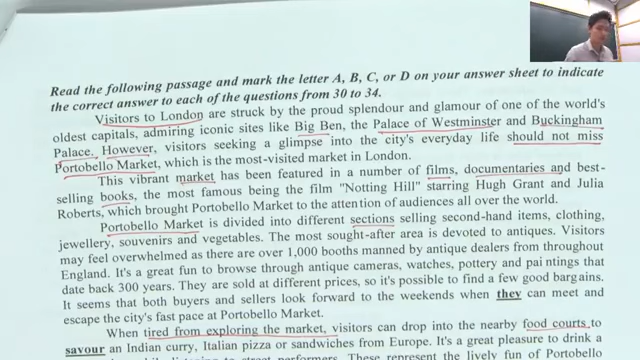 Read the following passage and mark the letter A, B, C, or D on your answer sheet to indicate
the correct answer to each of the questions from 30 to 34.
Visitors to London are struck by the proud splendour and glamour of one of the world's
oldest capitals, admiring iconic sites like Big Ben, the Palace of Westminster and Buckingham
Palace. However, visitors seeking a glimpse into the city's everyday life should not miss
Portobello Market, which is the most-visited market in London.
This vibrant market has been featured in a number of films, documentaries and best-
selling books, the most famous being the film "Notting Hill" starring Hugh Grant and Julia
Roberts, which brought Portobello Market to the attention of audiences all over the world.
Portobello Market is divided into different sections selling second-hand items, clothing,
jewellery, souvenirs and vegetables. The most sought-after area is devoted to antiques. Visitors
may feel overwhelmed as there are over 1,000 booths manned by antique dealers from throughout
England. It's a great fun to browse through antique cameras, watches, pottery and paintings that
date back 300 years. They are sold at different prices, so it's possible to find a few good bargains.
It seems that both buyers and sellers look forward to the weekends when they can meet and
escape the city's fast pace at Portobello Market.
When tired from exploring the market, visitors can drop into the nearby food courts to
savour an Indian curry, Italian pizza or sandwiches from Europe. It's a great pleasure to drink a
while listening to street performers. These represent the lively fun of Portobello